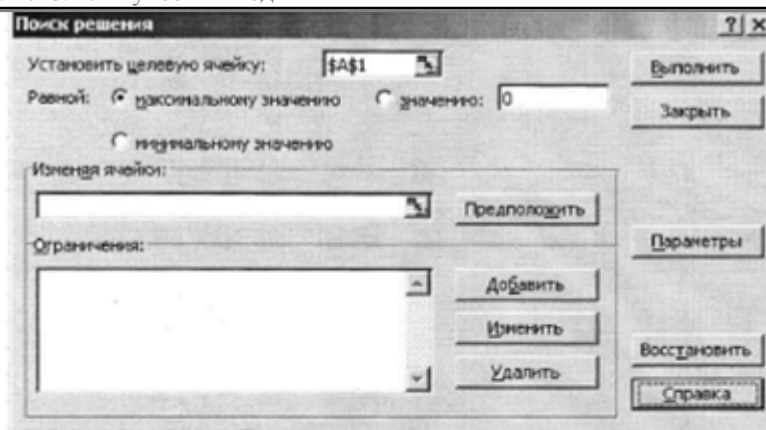 Поиск решения
Установить целевую ячейку: $A$1
Выполнить
Равной: максимальному значению значению: 0
Закрыть
минимальному значению
Изменяя ячейки:
Предположить
Ограничения:
Параметры
Добавить
Изменить
Восстановить
Удалить
Справка